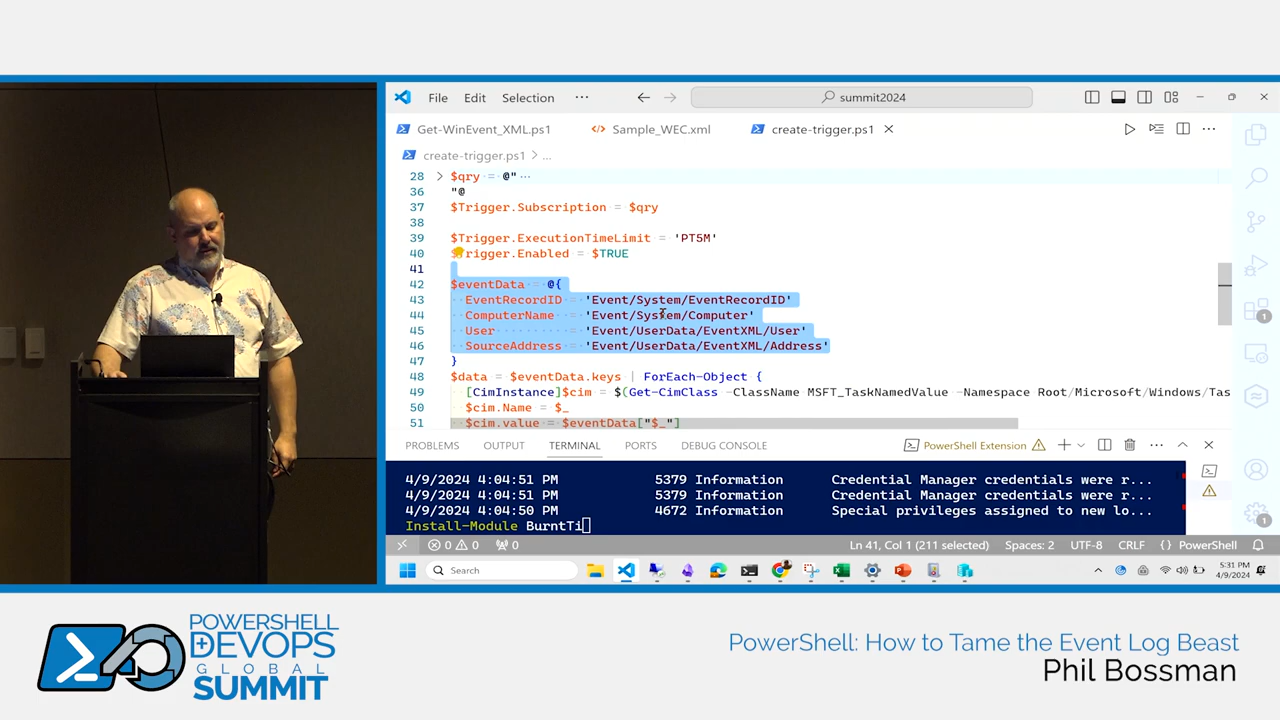 File Edit Selection ··· summit2024
Get-WinEvent_XML.ps1 Sample_WEC.xml create-trigger.ps1
create-trigger.ps1 > ...
28 > $qry = @" ···
36 "@
37 $Trigger.Subscription = $qry
38
39 $Trigger.ExecutionTimeLimit = 'PT5M'
40 $Trigger.Enabled = $TRUE
41
42 $eventData = @{
43 EventRecordID = 'Event/System/EventRecordID'
44 ComputerName = 'Event/System/Computer'
45 User = 'Event/UserData/EventXML/User'
46 SourceAddress = 'Event/UserData/EventXML/Address'
47 }
48 $data = $eventData.keys | ForEach-Object {
49 [CimInstance]$cim = $(Get-CimClass -ClassName MSFT_TaskNamedValue -Namespace Root/Microsoft/Windows/Tas
50 $cim.Name = $_
51 $cim.value = $eventData["$_"]
PROBLEMS OUTPUT TERMINAL PORTS DEBUG CONSOLE PowerShell Extension
4/9/2024 4:04:51 PM 5379 Information Credential Manager credentials were r...
4/9/2024 4:04:51 PM 5379 Information Credential Manager credentials were r...
4/9/2024 4:04:50 PM 4672 Information Special privileges assigned to new lo...
Install-Module BurntTi
0 0 0 Ln 41, Col 1 (211 selected) Spaces: 2 UTF-8 CRLF { } PowerShell
Search 5:31 PM
4/9/2024
1
1
POWERSHELL
DEVOPS
GLOBAL
SUMMIT
PowerShell: How to Tame the Event Log Beast
Phil Bossman